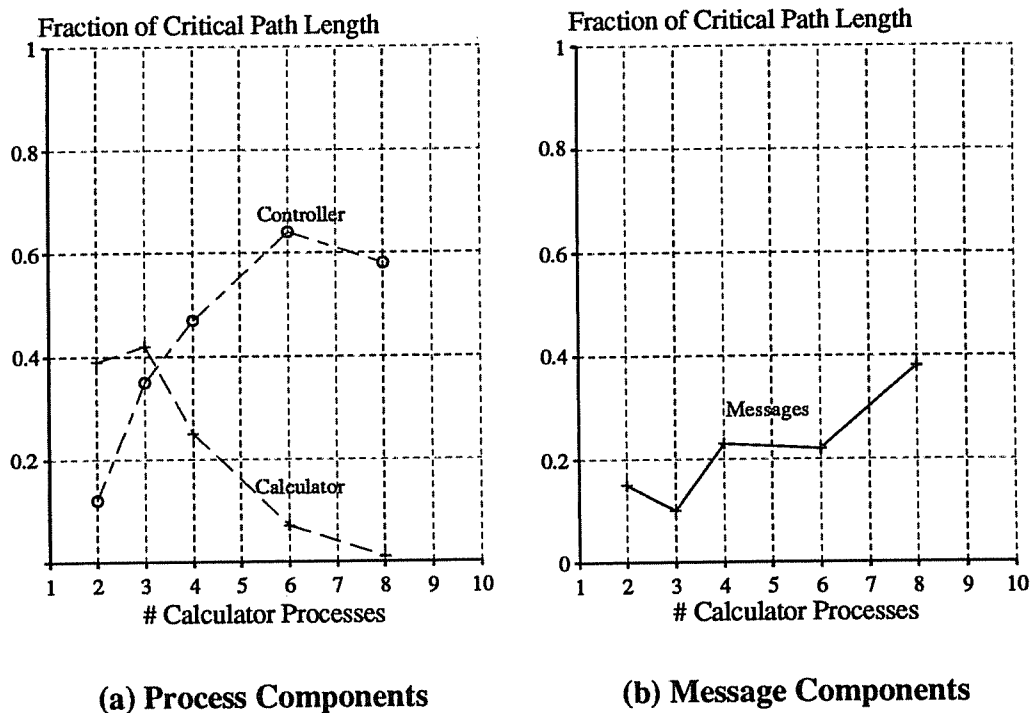 Fraction of Critical Path Length
1
0.8
0.6
0.4
0.2
Controller
Calculator
1 2 3 4 5 6 7 8 9 10
# Calculator Processes
(a) Process Components
Fraction of Critical Path Length
1
0.8
0.6
0.4
0.2
0
Messages
1 2 3 4 5 6 7 8 9 10
# Calculator Processes
(b) Message Components